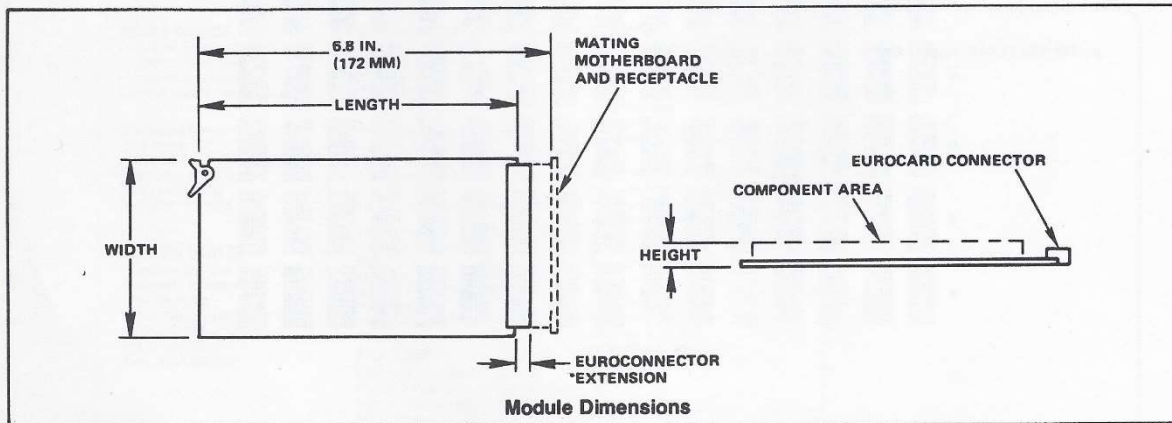 6.8 IN.
(172 MM)
MATING
MOTHERBOARD
AND RECEPTACLE
LENGTH
WIDTH
EUROCONNECTOR
EXTENSION
EUROCARD CONNECTOR
COMPONENT AREA
HEIGHT
Module Dimensions